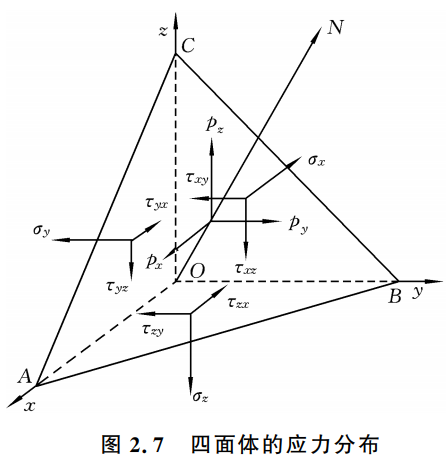 z
C
N
p_z
σ_x
τ_xy
τ_yx
σ_y
p_y
p_x
τ_xz
τ_yz
O
τ_zx
B
y
τ_zy
A
x
σ_z
图 2.7 四面体的应力分布